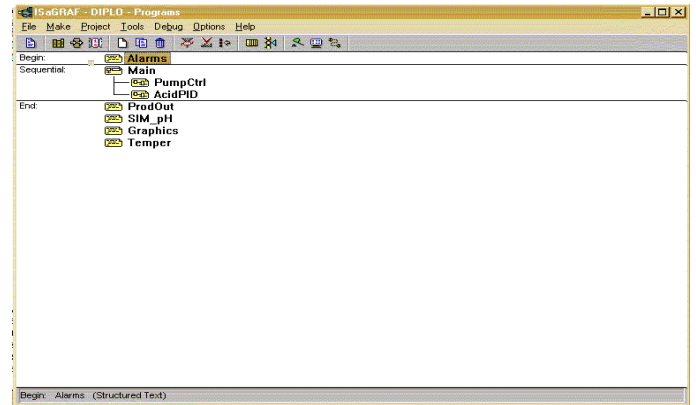 ISaGRAF - DIPLO - Programs
File Make Project Tools Debug Options Help
Begin: Alarms
Sequential: Main
PumpCtrl
AcidPID
End: ProdOut
SIM_pH
Graphics
Temper
Begin: Alarms (Structured Text)